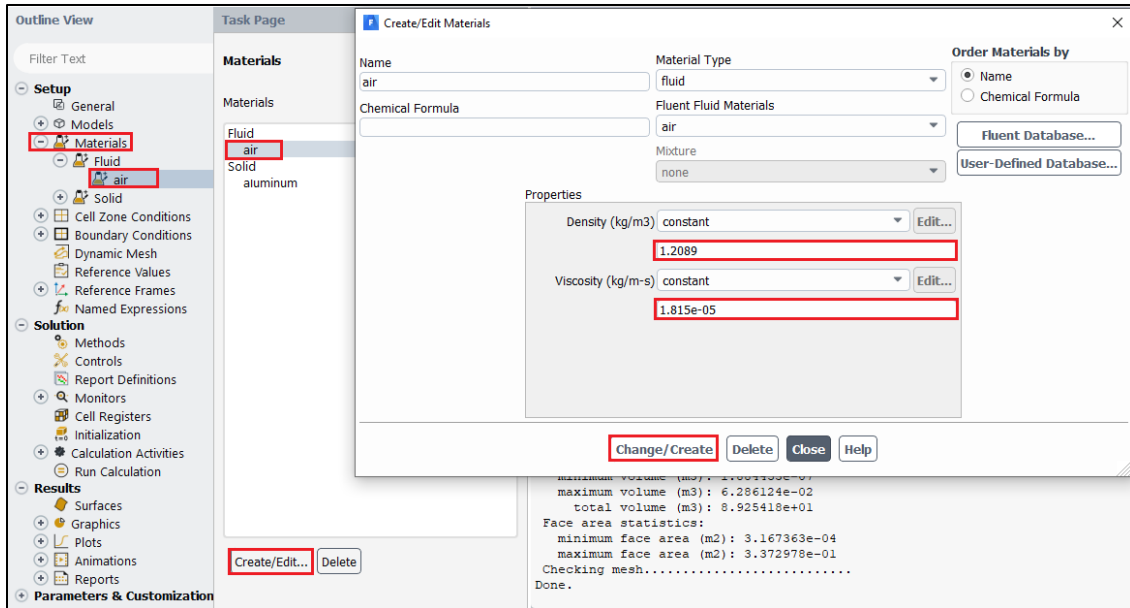 Outline View
Filter Text
Setup
General
Models
Materials
Fluid
air
Solid
Cell Zone Conditions
Boundary Conditions
Dynamic Mesh
Reference Values
Reference Frames
Named Expressions
Solution
Methods
Controls
Report Definitions
Monitors
Cell Registers
Initialization
Calculation Activities
Run Calculation
Results
Surfaces
Graphics
Plots
Animations
Reports
Parameters & Customization
Task Page
Materials
Materials
Fluid
air
Solid
aluminum
Create/Edit... Delete
Create/Edit Materials
Name
air
Chemical Formula
Material Type
fluid
Fluent Fluid Materials
air
Mixture
none
Order Materials by
Name
Chemical Formula
Fluent Database...
User-Defined Database...
Properties
Density (kg/m3) constant Edit...
1.2089
Viscosity (kg/m-s) constant Edit...
1.815e-05
Change/Create Delete Close Help
minimum volume (m3):
maximum volume (m3): 6.286124e-02
total volume (m3): 8.925418e+01
Face area statistics:
minimum face area (m2): 3.167363e-04
maximum face area (m2): 3.372978e-01
Checking mesh...........................
Done.